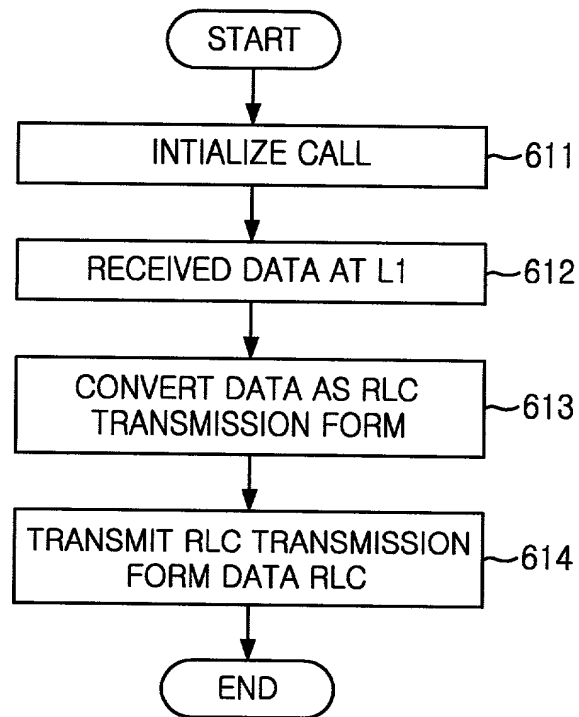 START
INTIALIZE CALL
611
RECEIVED DATA AT L1
612
CONVERT DATA AS RLC
TRANSMISSION FORM
613
TRANSMIT RLC TRANSMISSION
FORM DATA RLC
614
END